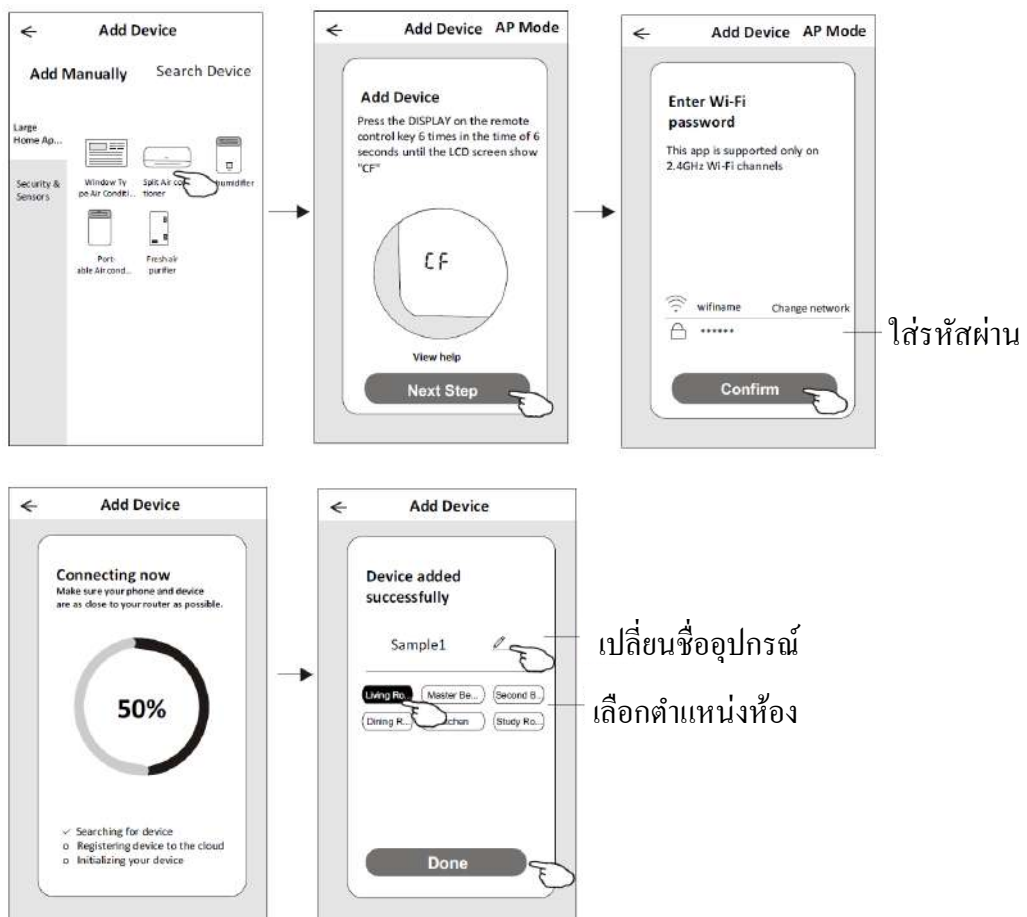 Add Device
Add Manually
Search Device
Large
Home Ap...
Security &
Sensors
Window Ty
pe Air Conditi...
Split Air co
tioner
humidifier
Port-
able Air cond...
Fresh air
purifier
Add Device AP Mode
Add Device
Press the DISPLAY on the remote
control key 6 times in the time of 6
seconds until the LCD screen show
"CF"
CF
View help
Next Step
Add Device AP Mode
Enter Wi-Fi
password
This app is supported only on
2.4GHz Wi-Fi channels
wifiname Change network
******
ใส่รหัสผ่าน
Confirm
Add Device
Connecting now
Make sure your phone and device
are as close to your router as possible.
50%
Searching for device
Registering device to the cloud
Initializing your device
Add Device
Device added
successfully
Sample1
เปลี่ยนชื่ออุปกรณ์
Living Ro.. Master Be... Second B..
เลือกตำแหน่งห้อง
Dining R... tchen Study Ro...
Done